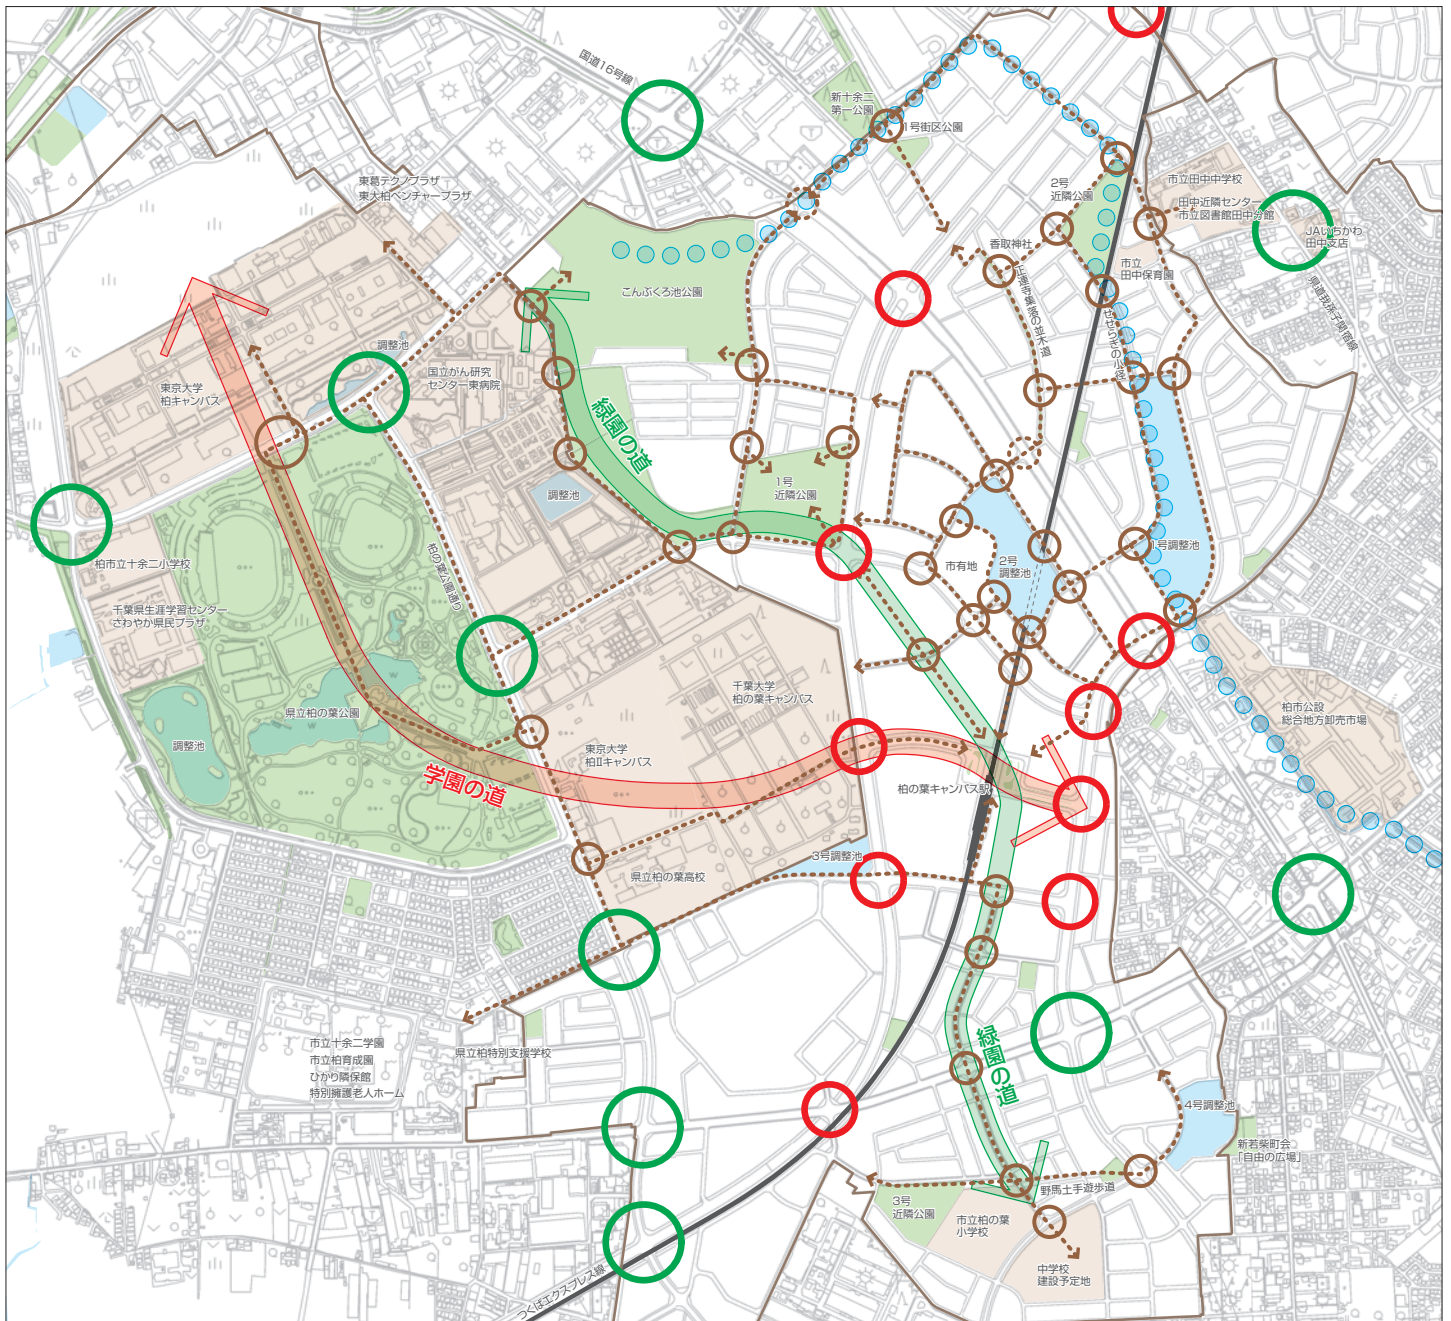 国道16号線
新十余二
第一公園
1号街区公園
東葛テクノプラザ
東大柏ベンチャープラザ
2号
近隣公園
市立田中中学校
田中近隣センター
市立図書館田中分館
JAいちかわ
田中支店
香取神社
市立
田中保育園
正連寺集落の並木道
せせらぎの小径
県道我孫子関宿線
こんぶくろ池公園
調整池
国立がん研究
センター東病院
東京大学
柏キャンパス
緑園の道
1号
近隣公園
調整池
柏の葉公園通り
柏市立十余二小学校
千葉県生涯学習センター
さわやか県民プラザ
市有地
2号
調整池
1号調整池
千葉大学
柏の葉キャンパス
県立柏の葉公園
調整池
東京大学
柏IIキャンパス
学園の道
柏の葉キャンパス駅
柏市公設
総合地方卸売市場
3号調整池
県立柏の葉高校
緑園の道
市立十余二学園
市立柏育成園
ひかり隣保館
特別擁護老人ホーム
県立柏特別支援学校
4号調整池
新若柴町会
「自由の広場」
野馬土手遊歩道
3号
近隣公園
市立柏の葉
小学校
中学校
建設予定地
つくばエクスプレス線